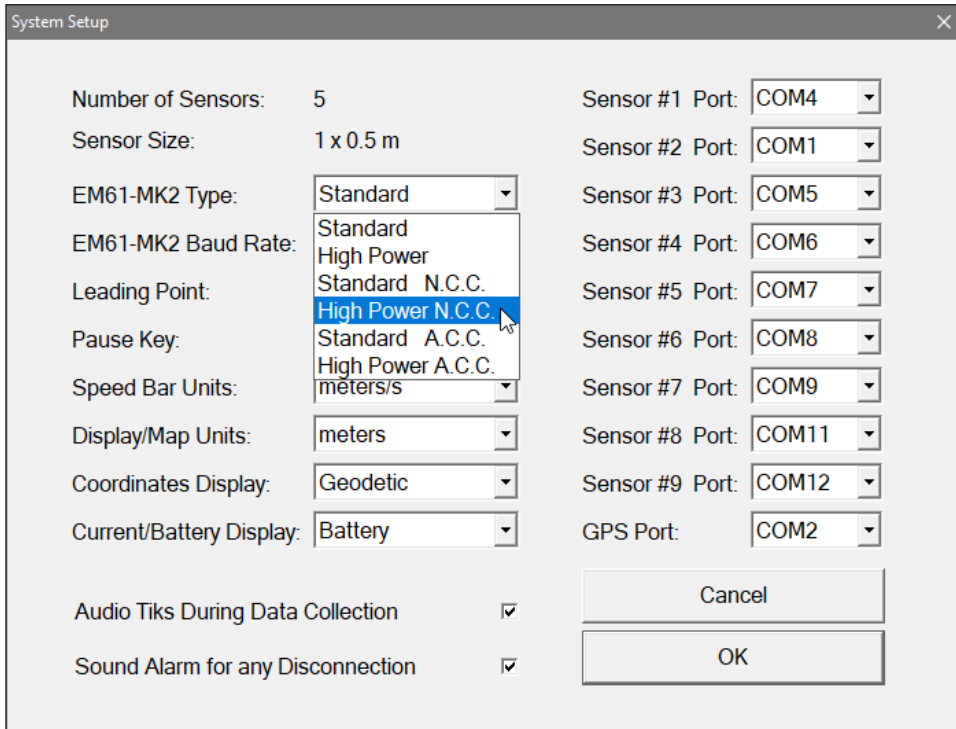 System Setup
Number of Sensors: 5
Sensor Size: 1 x 0.5 m
EM61-MK2 Type: Standard
Standard
High Power
Standard N.C.C.
High Power N.C.C.
Standard A.C.C.
High Power A.C.C.
EM61-MK2 Baud Rate:
Leading Point:
Pause Key:
Speed Bar Units: meters/s
Display/Map Units: meters
Coordinates Display: Geodetic
Current/Battery Display: Battery
Audio Tiks During Data Collection
Sound Alarm for any Disconnection
Sensor #1 Port: COM4
Sensor #2 Port: COM1
Sensor #3 Port: COM5
Sensor #4 Port: COM6
Sensor #5 Port: COM7
Sensor #6 Port: COM8
Sensor #7 Port: COM9
Sensor #8 Port: COM11
Sensor #9 Port: COM12
GPS Port: COM2
Cancel
OK